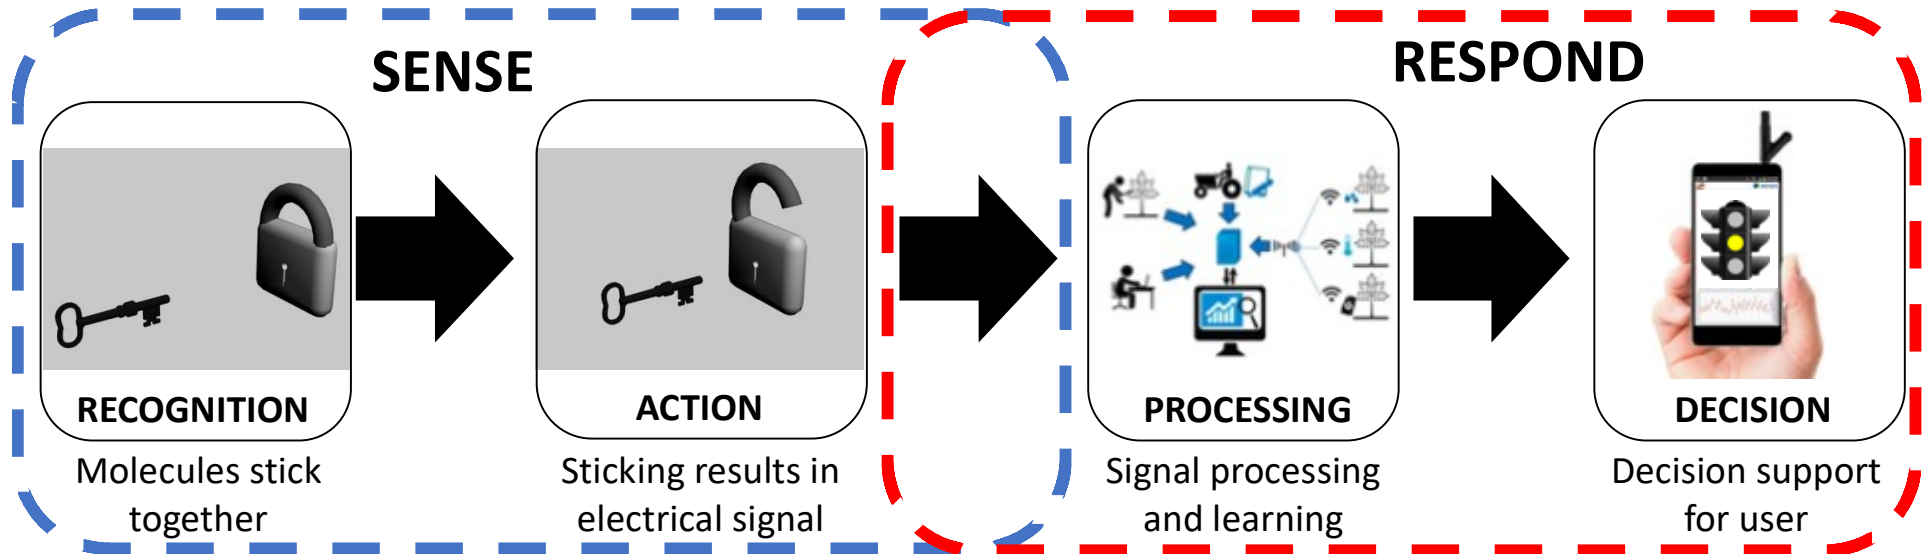 SENSE
RESPOND
RECOGNITION
Molecules stick
together
ACTION
Sticking results in
electrical signal
PROCESSING
Signal processing
and learning
DECISION
Decision support
for user